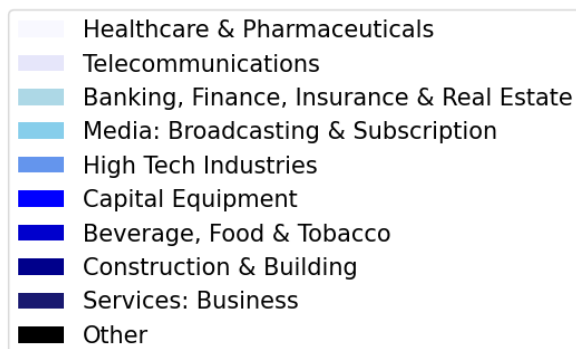 Healthcare & Pharmaceuticals
Telecommunications
Banking, Finance, Insurance & Real Estate
Media: Broadcasting & Subscription
High Tech Industries
Capital Equipment
Beverage, Food & Tobacco
Construction & Building
Services: Business
Other